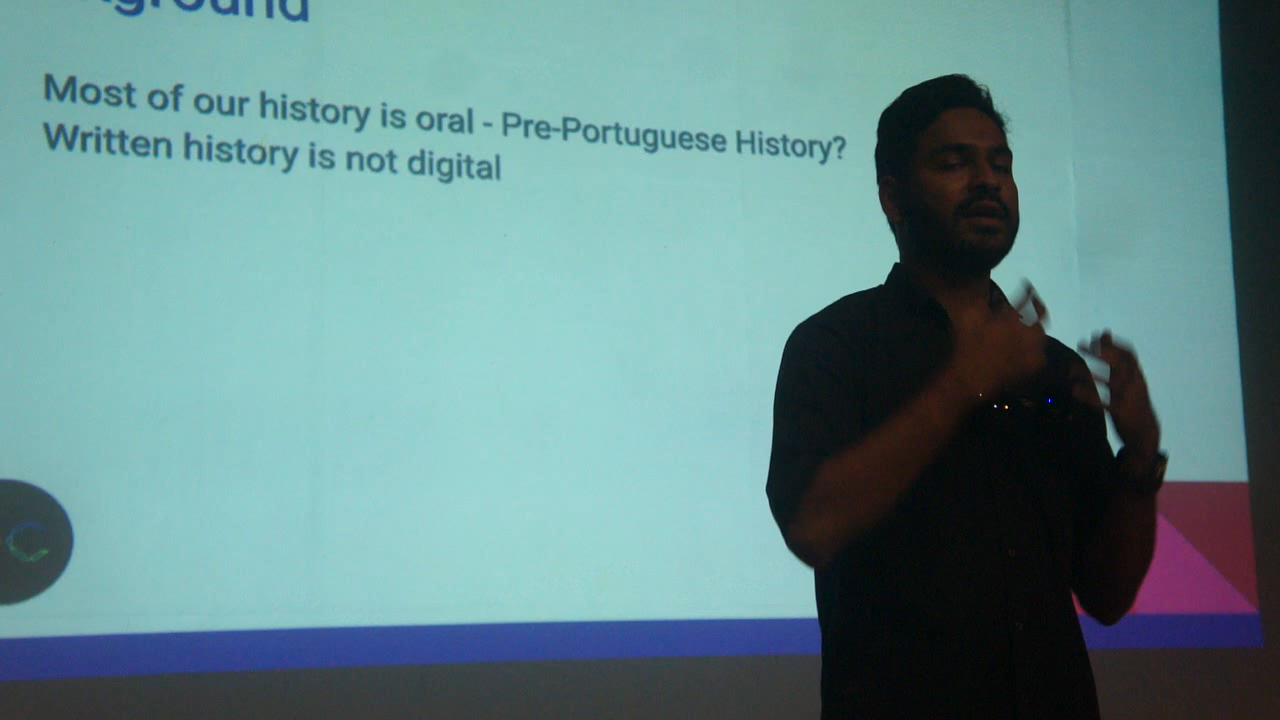 Most of our history is oral - Pre-Portuguese History?
Written history is not digital